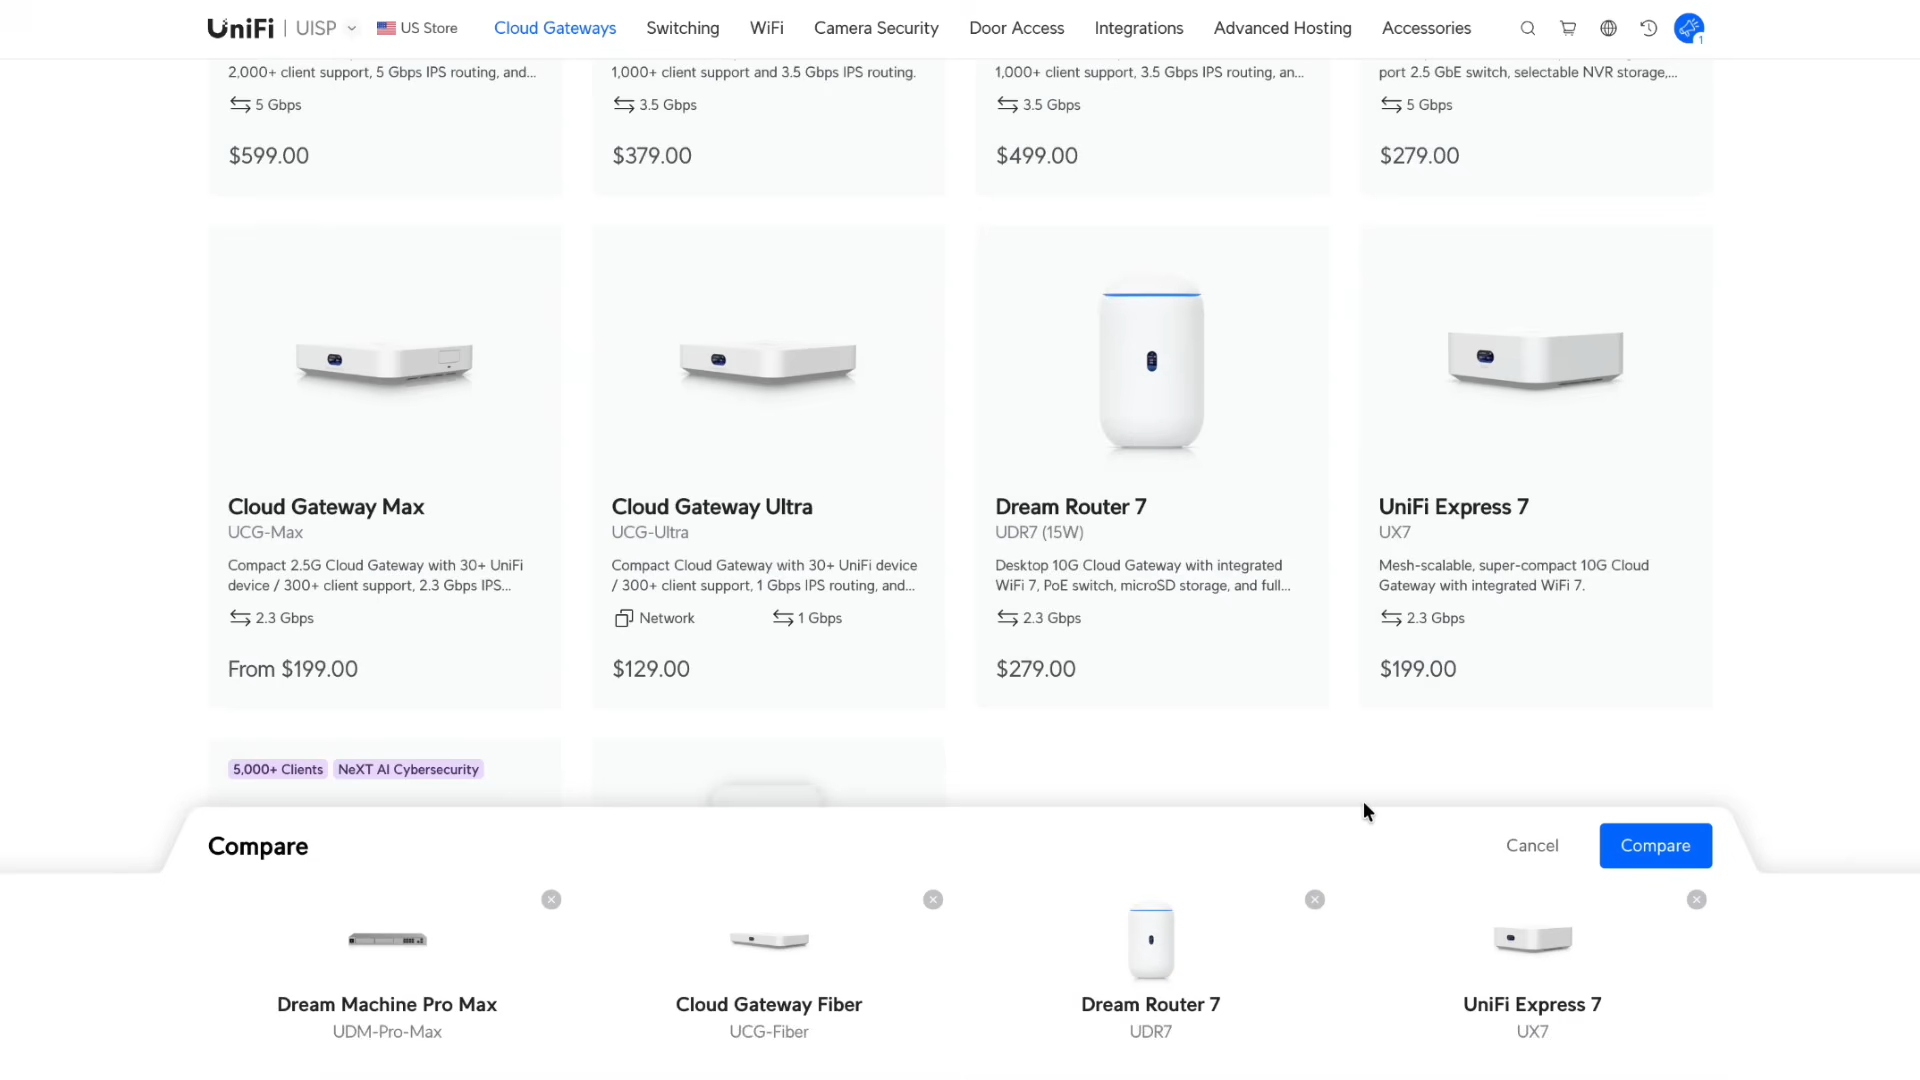 UniFi | UISP
US Store
Cloud Gateways
Switching
WiFi
Camera Security
Door Access
Integrations
Advanced Hosting
Accessories
1
2,000+ client support, 5 Gbps IPS routing, and...
5 Gbps
$599.00
1,000+ client support and 3.5 Gbps IPS routing.
3.5 Gbps
$379.00
1,000+ client support, 3.5 Gbps IPS routing, an...
3.5 Gbps
$499.00
port 2.5 GbE switch, selectable NVR storage,...
5 Gbps
$279.00
Cloud Gateway Max
UCG-Max
Compact 2.5G Cloud Gateway with 30+ UniFi
device / 300+ client support, 2.3 Gbps IPS...
2.3 Gbps
From $199.00
Cloud Gateway Ultra
UCG-Ultra
Compact Cloud Gateway with 30+ UniFi device
/ 300+ client support, 1 Gbps IPS routing, and...
Network
1 Gbps
$129.00
Dream Router 7
UDR7 (15W)
Desktop 10G Cloud Gateway with integrated
WiFi 7, PoE switch, microSD storage, and full...
2.3 Gbps
$279.00
UniFi Express 7
UX7
Mesh-scalable, super-compact 10G Cloud
Gateway with integrated WiFi 7.
2.3 Gbps
$199.00
5,000+ Clients
NeXT AI Cybersecurity
Compare
Cancel
Compare
Dream Machine Pro Max
UDM-Pro-Max
Cloud Gateway Fiber
UCG-Fiber
Dream Router 7
UDR7
UniFi Express 7
UX7